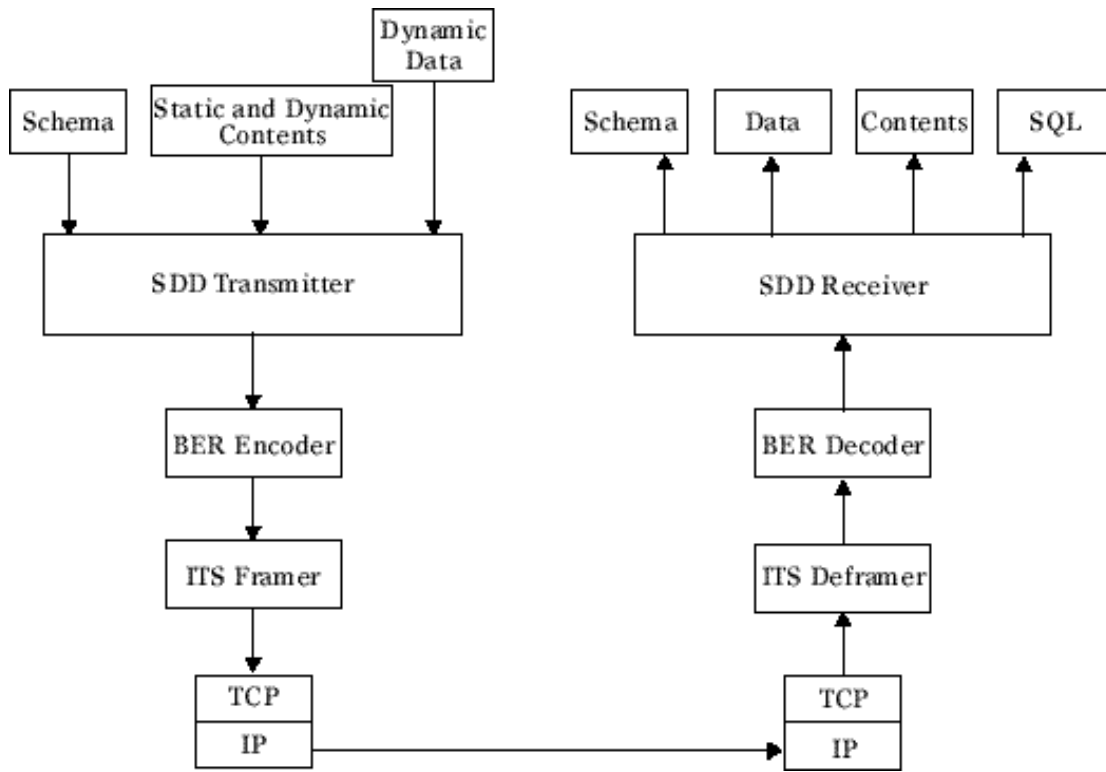 Dynamic
Data
Schema
Static and Dynamic
Contents
Schema
Data
Contents
SQL
SDD Transmitter
SDD Receiver
BER Encoder
BER Decoder
ITS Framer
ITS Deframer
TCP
IP
TCP
IP